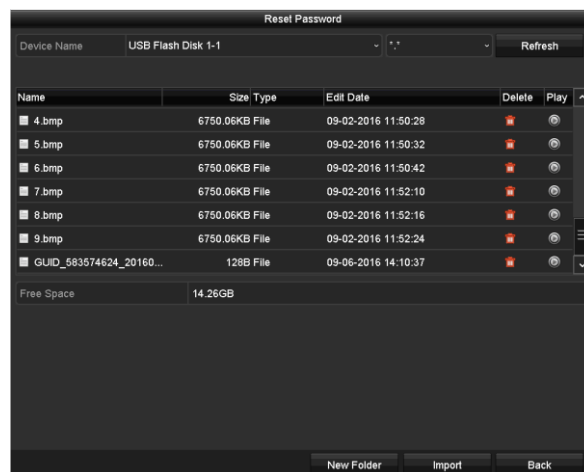 Reset Password
Device Name USB Flash Disk 1-1 *.* Refresh
Name Size Type Edit Date Delete Play
4.bmp 6750.06KB File 09-02-2016 11:50:28
5.bmp 6750.06KB File 09-02-2016 11:50:32
6.bmp 6750.06KB File 09-02-2016 11:50:42
7.bmp 6750.06KB File 09-02-2016 11:52:10
8.bmp 6750.06KB File 09-02-2016 11:52:16
9.bmp 6750.06KB File 09-02-2016 11:52:24
GUID_583574624_20160... 128B File 09-06-2016 14:10:37
Free Space 14.26GB
New Folder Import Back